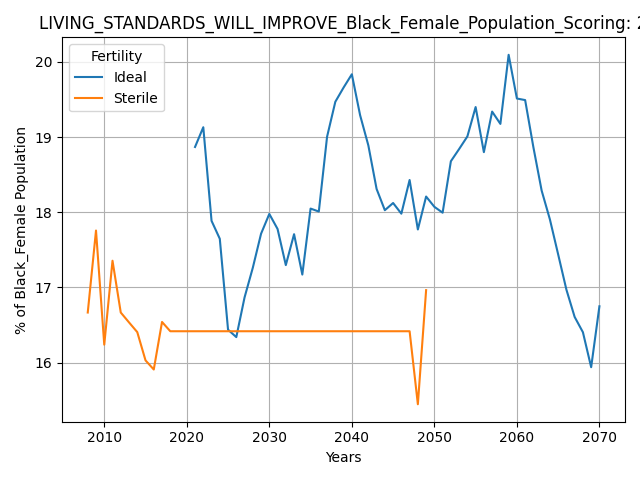 LIVING_STANDARDS_WILL_IMPROVE_Black_Female_Population_Scoring: 2
Fertility
Ideal
Sterile
% of Black_Female Population
20
19
18
17
16
2010 2020 2030 2040 2050 2060 2070
Years